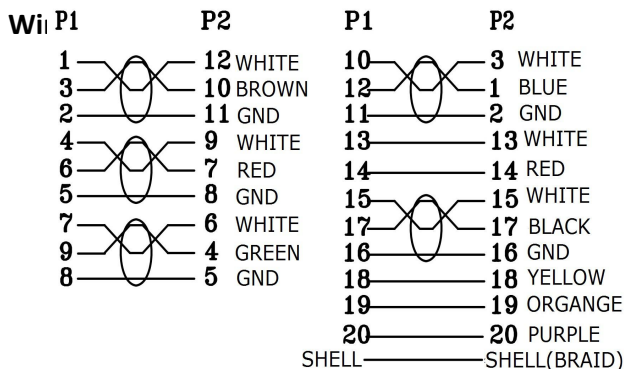 Wi P1 P2 P1 P2
1 12 WHITE 10 3 WHITE
3 10 BROWN 12 1 BLUE
2 11 GND 11 2 GND
4 9 WHITE 13 13 WHITE
6 7 RED 14 14 RED
5 8 GND 15 15 WHITE
7 6 WHITE 17 17 BLACK
9 4 GREEN 16 16 GND
8 5 GND 18 18 YELLOW
19 19 ORGANGE
20 20 PURPLE
SHELL SHELL(BRAID)